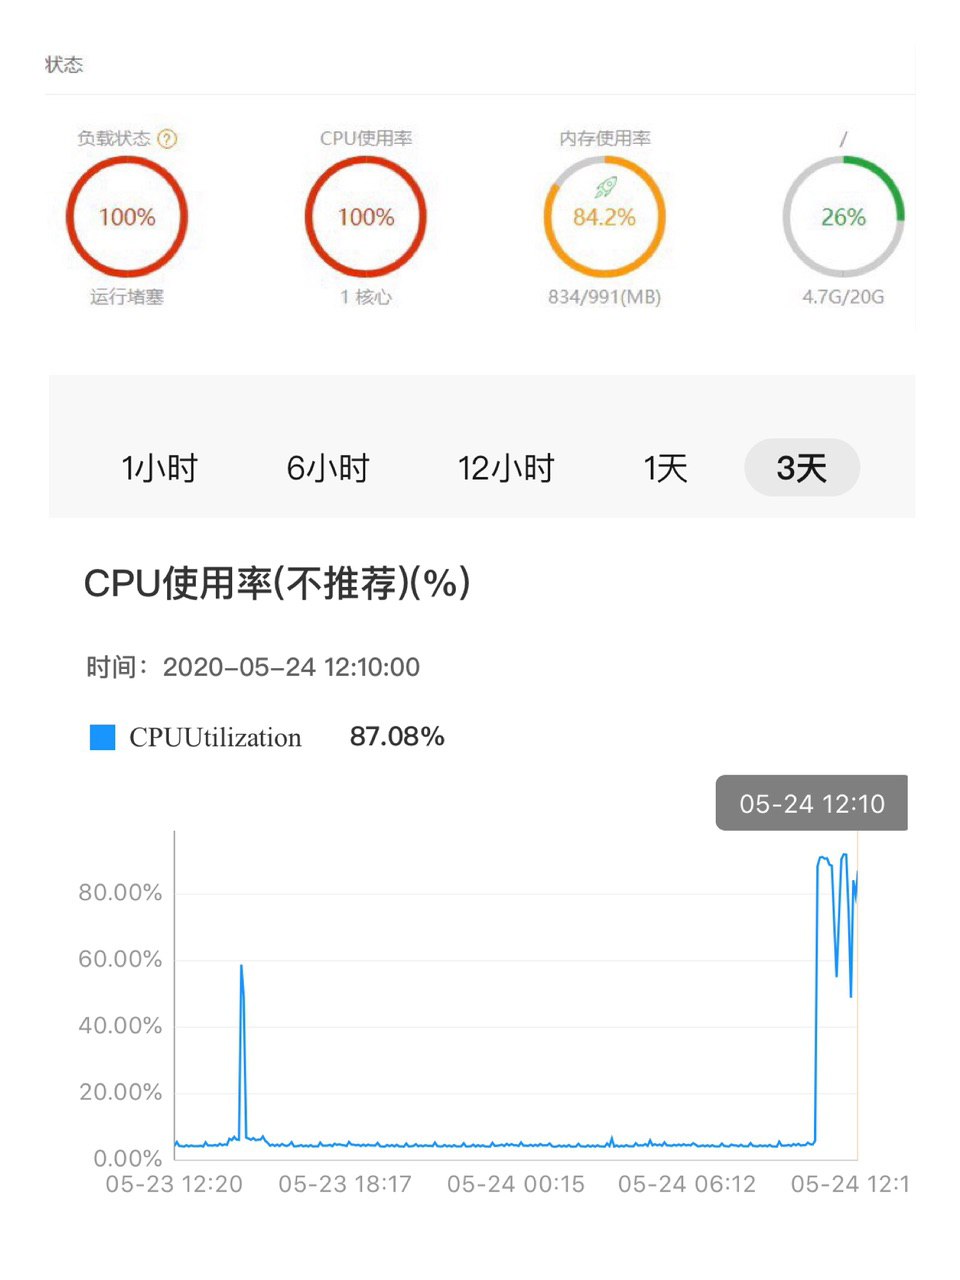 状态
负载状态 ? CPU使用率 内存使用率 /
100% 100% 84.2% 26%
运行堵塞 1 核心 834/991(MB) 4.7G/20G
1小时 6小时 12小时 1天 3天
CPU使用率(不推荐)(%)
时间：2020-05-24 12:10:00
CPUUtilization 87.08%
05-24 12:10
80.00%
60.00%
40.00%
20.00%
0.00%
05-23 12:20 05-23 18:17 05-24 00:15 05-24 06:12 05-24 12:1